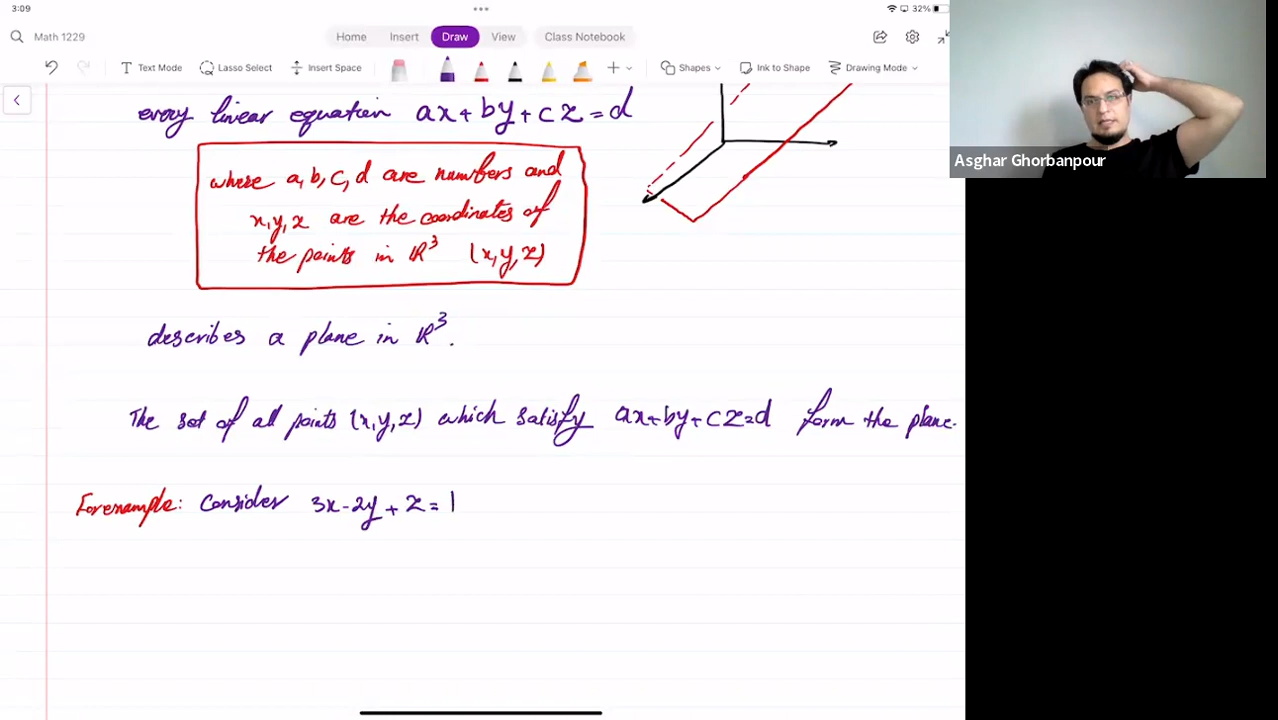 3:09
32%
Math 1229
Home
Insert
Draw
View
Class Notebook
Text Mode
Lasso Select
Insert Space
Shapes
Ink to Shape
Drawing Mode
every linear equation ax+by+cz=d
where a,b,c,d are numbers and
x,y,z are the coordinates of
the points in ℝ³ (x,y,z)
describes a plane in ℝ³.
The set of all points (x,y,z) which satisfy ax+by+cz=d form the plane.
For example: Consider 3x-2y+z=1
Asghar Ghorbanpour